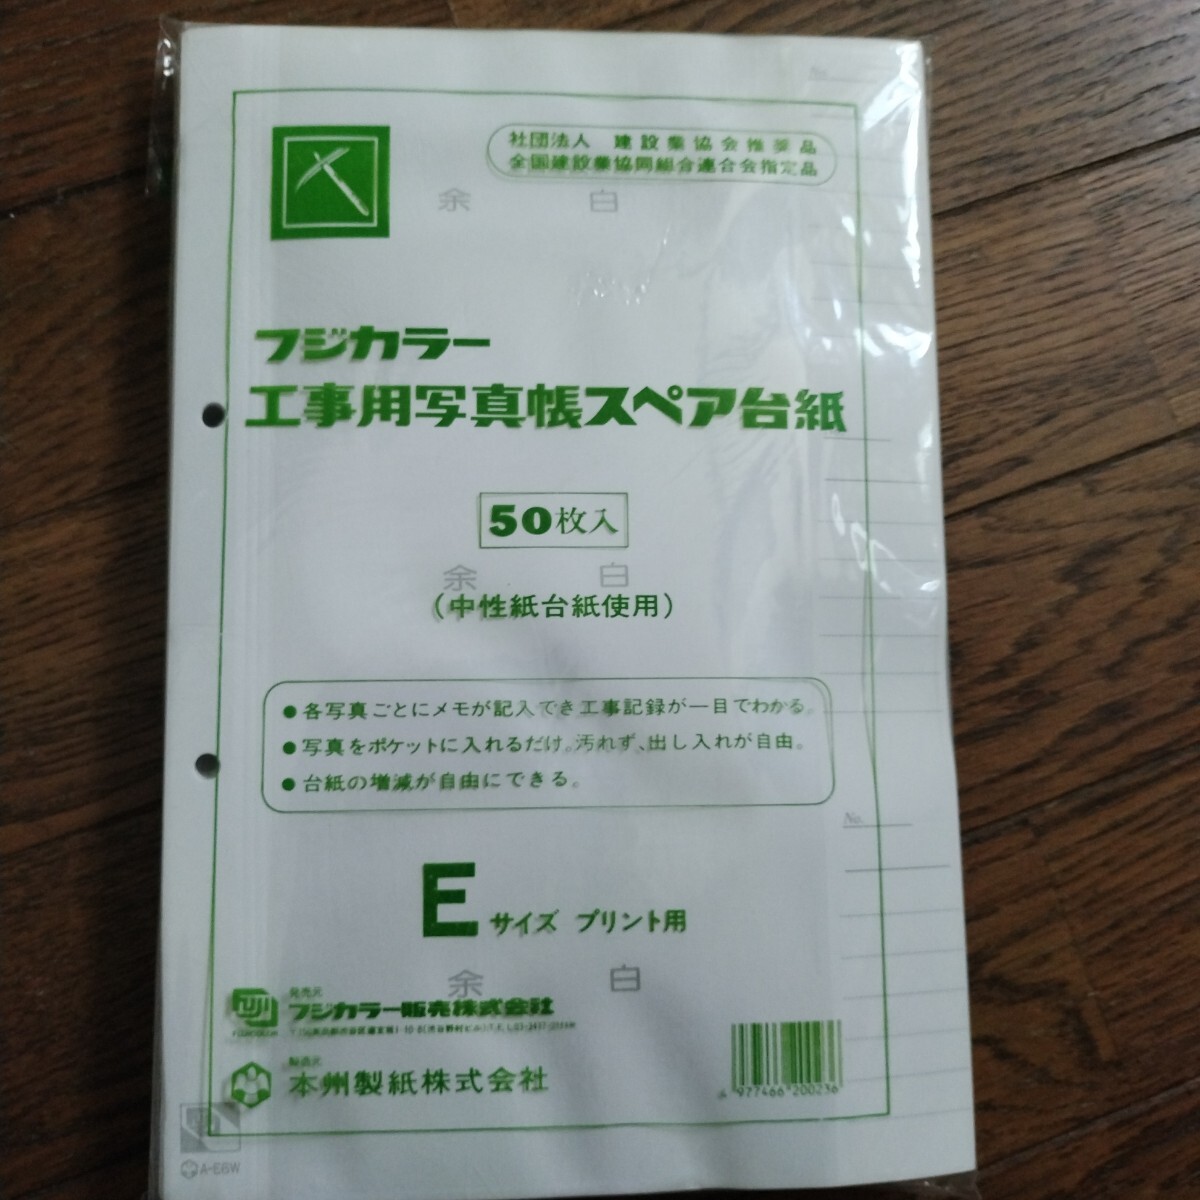 No.
社団法人 建設業協会推薦品
全国建設業協同組合連合会指定品
余白
フジカラー
工事用写真帳スペア台紙
50枚入
余白
(中性紙台紙使用)
●各写真ごとにメモが記入でき工事記録が一目でわかる。
●写真をポケットに入れるだけ。汚れず、出し入れが自由。
●台紙の増減が自由にできる。
No.
E サイズ プリント用
余白
発売元
FUJI
フジカラー販売株式会社
製造元
本州製紙株式会社
977466 200236
A-E6W